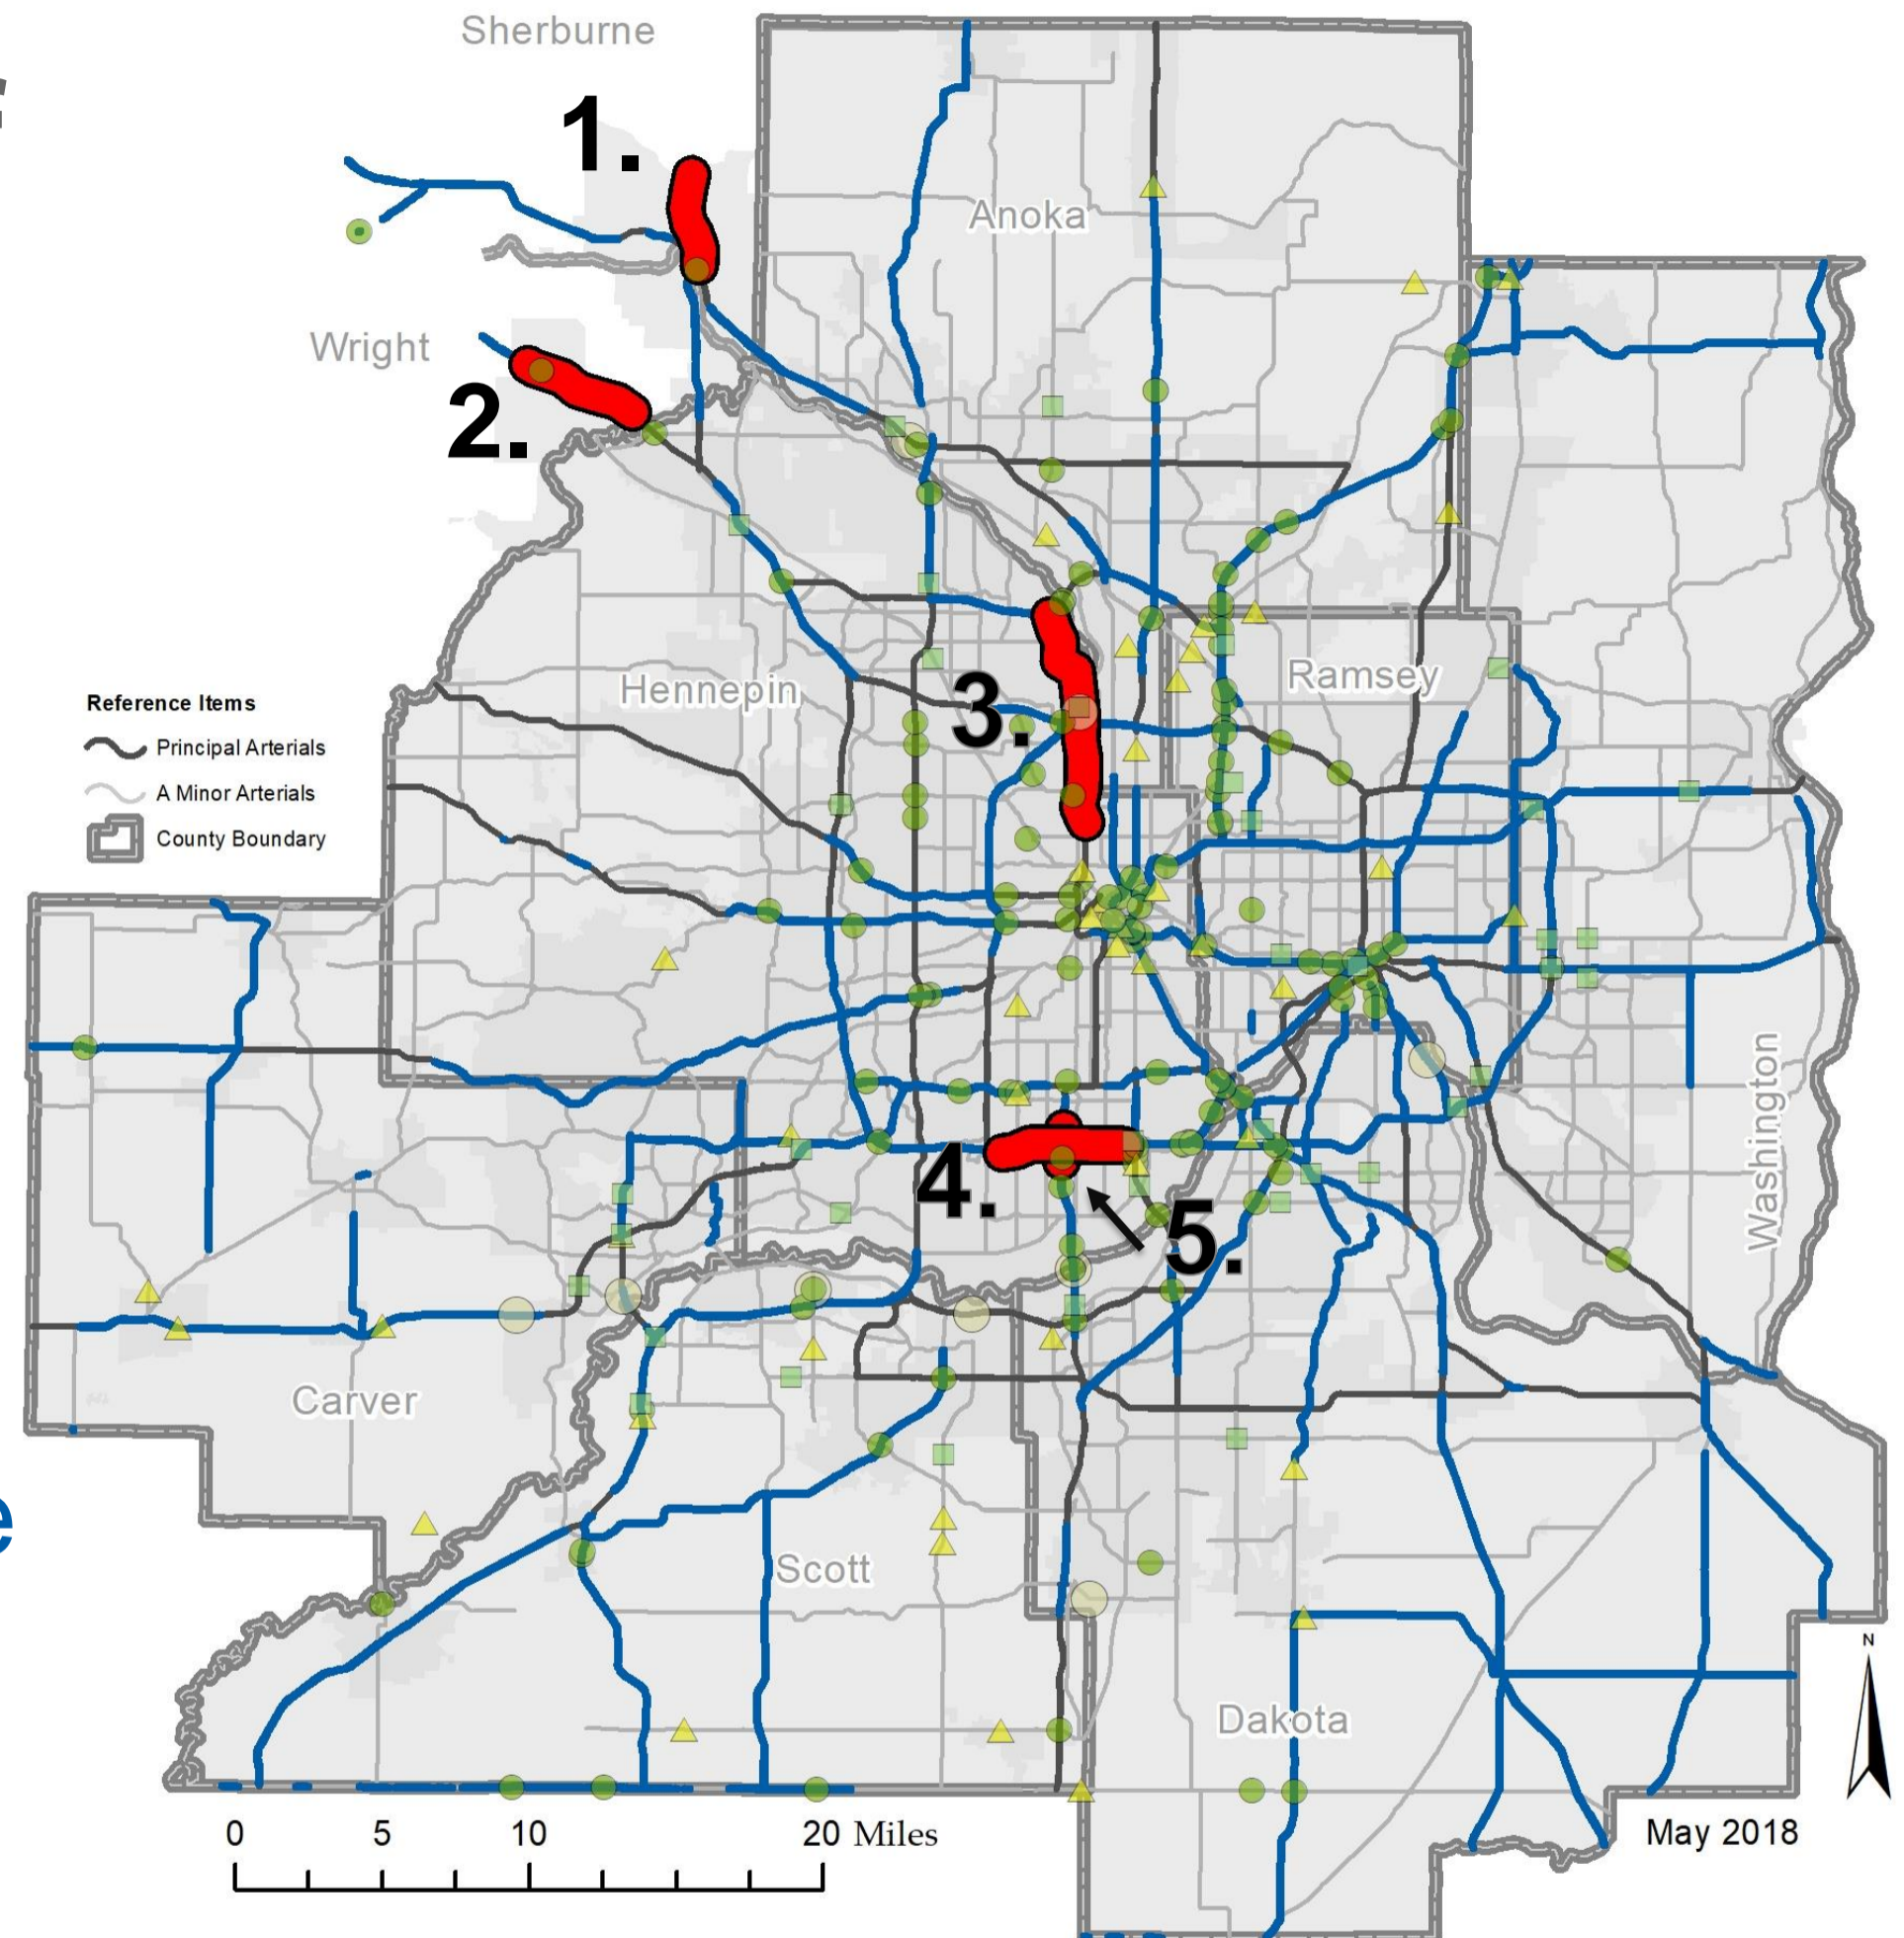 Sherburne
1.
Anoka
Wright
2.
Hennepin
3.
Ramsey
Reference Items
Principal Arterials
A Minor Arterials
County Boundary
Washington
4.
5.
Carver
e
Scott
Dakota
N
0 5 10 20 Miles
May 2018